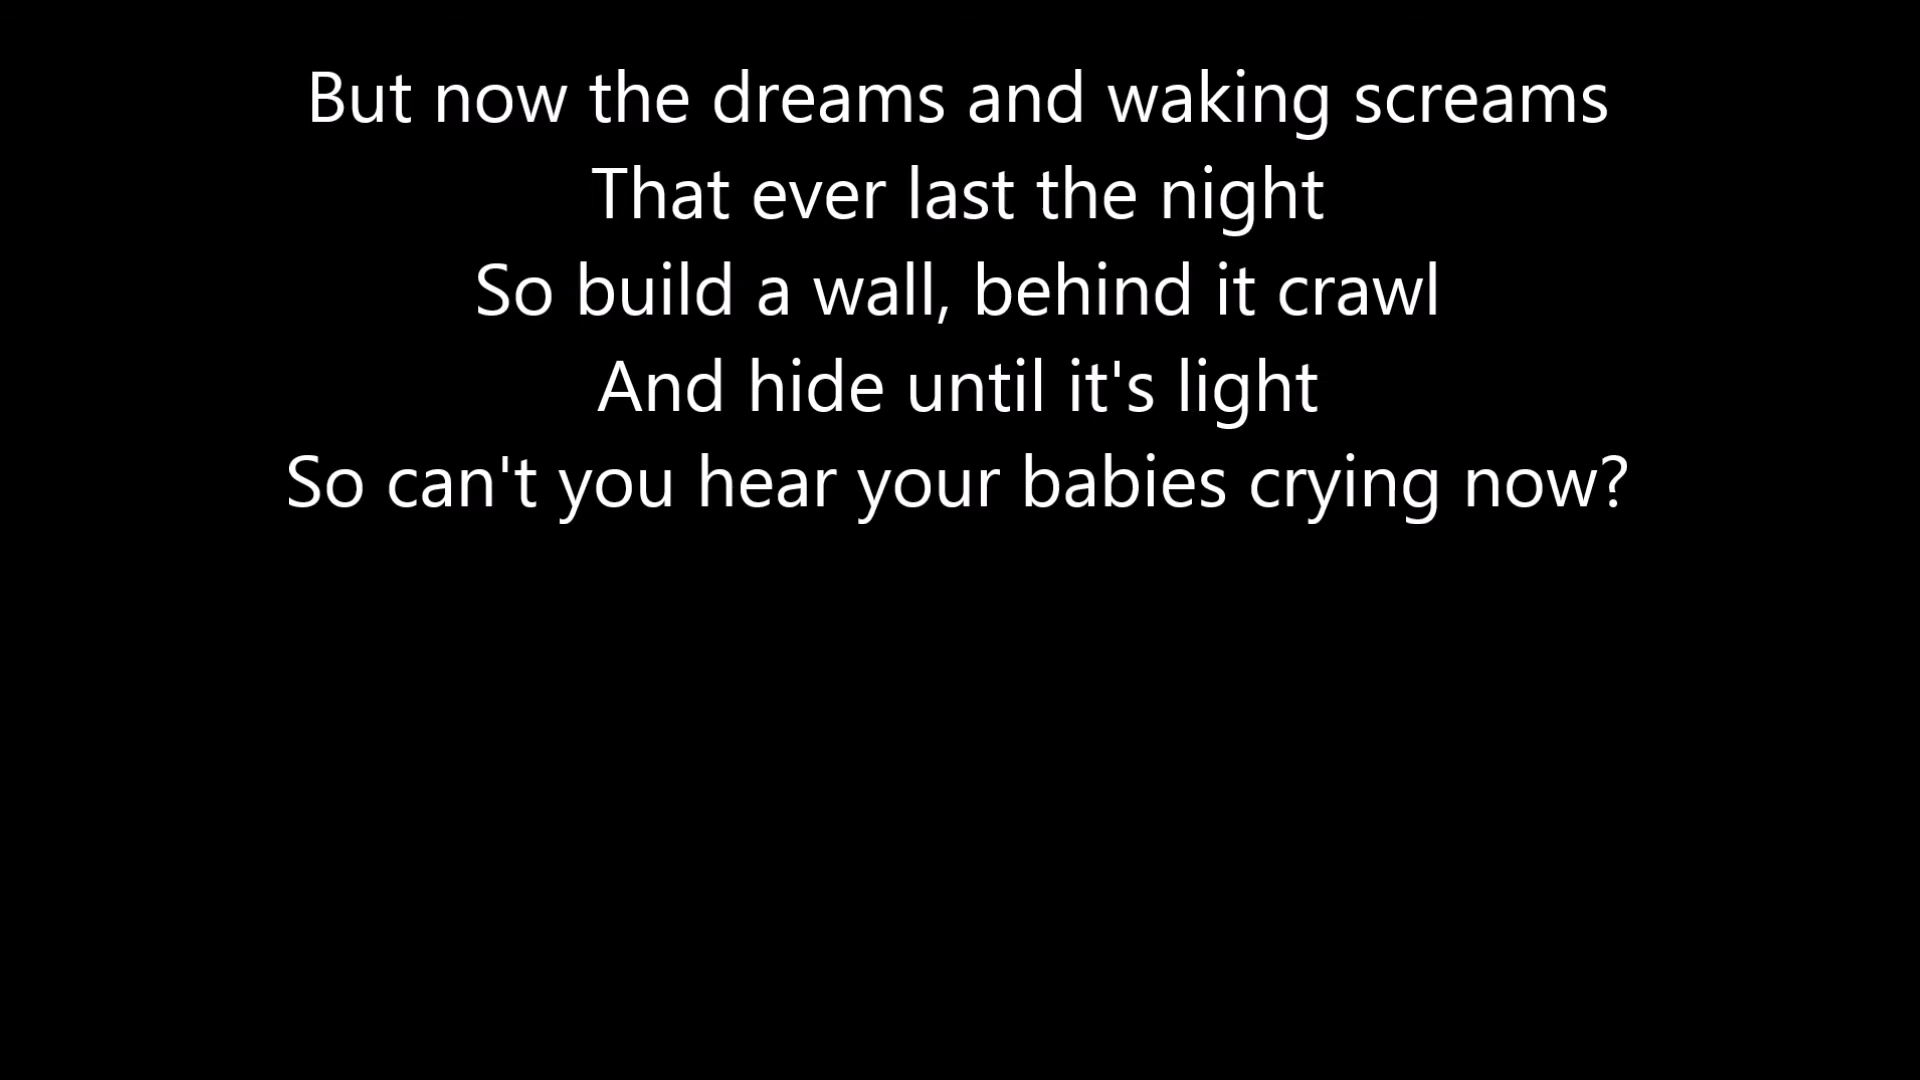 But now the dreams and waking screams
That ever last the night
So build a wall, behind it crawl
And hide until it's light
So can't you hear your babies crying now?